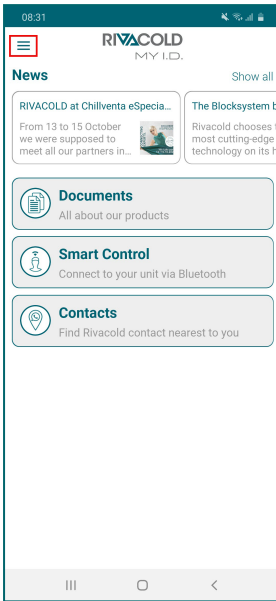 08:31
RIVACOLD
MY I.D.
News
Show all
RIVACOLD at Chillventa eSpecia...
From 13 to 15 October
we were supposed to
meet all our partners in...
The Blocksystem b
Rivacold chooses t
most cutting-edge
technology on its h
Documents
All about our products
Smart Control
Connect to your unit via Bluetooth
Contacts
Find Rivacold contact nearest to you